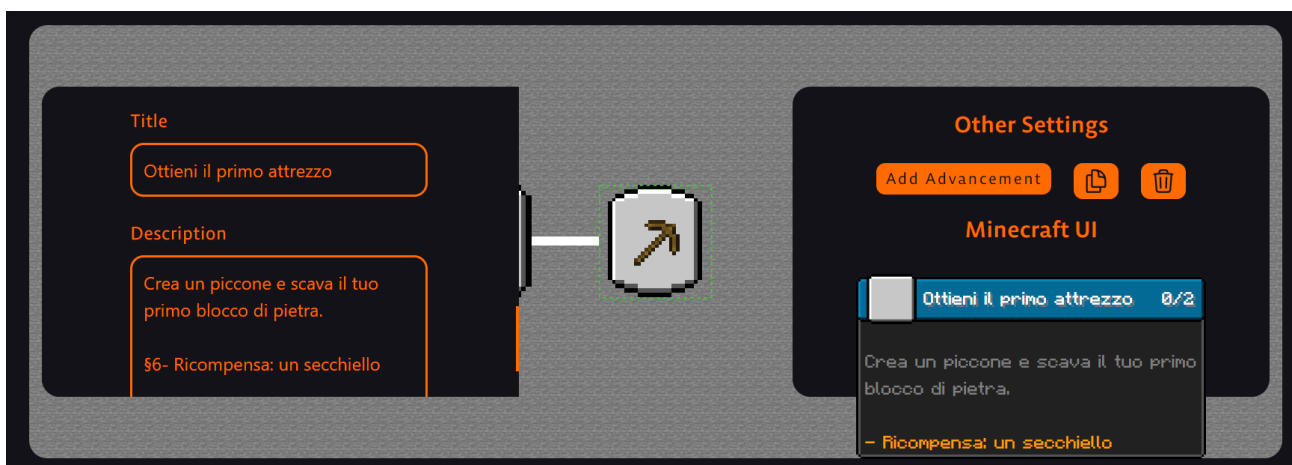 Title
Ottieni il primo attrezzo
Description
Crea un piccone e scava il tuo
primo blocco di pietra.
§6- Ricompensa: un secchiello
Other Settings
Add Advancement
Minecraft UI
Ottieni il primo attrezzo 0/2
Crea un piccone e scava il tuo primo
blocco di pietra.
- Ricompensa: un secchiello